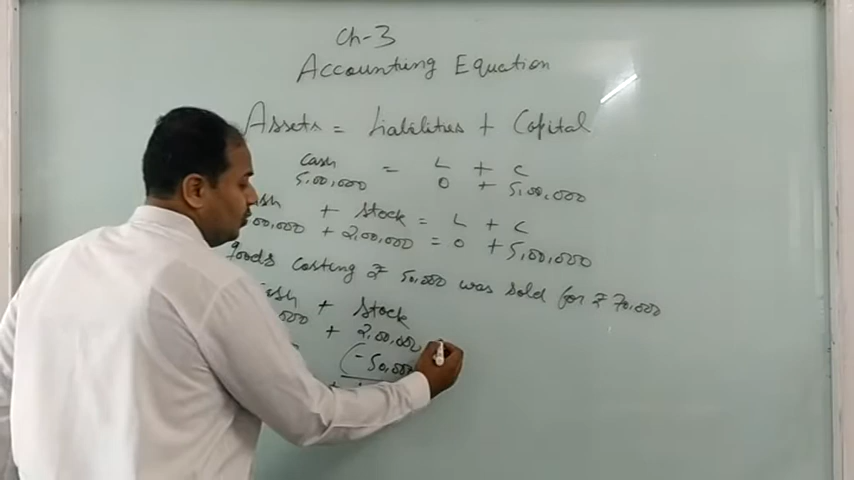 Ch-3
Accounting Equation
Assets = Liabilities + Capital
Cash = L + C
5,00,000 0 + 5,00,000
+ Stock = L + C
+ 2,00,000 = 0 + 5,00,000
Goods costing ₹ 50,000 was sold for ₹ 70,000
+ Stock
+ 2,00,000
(-50,000
+